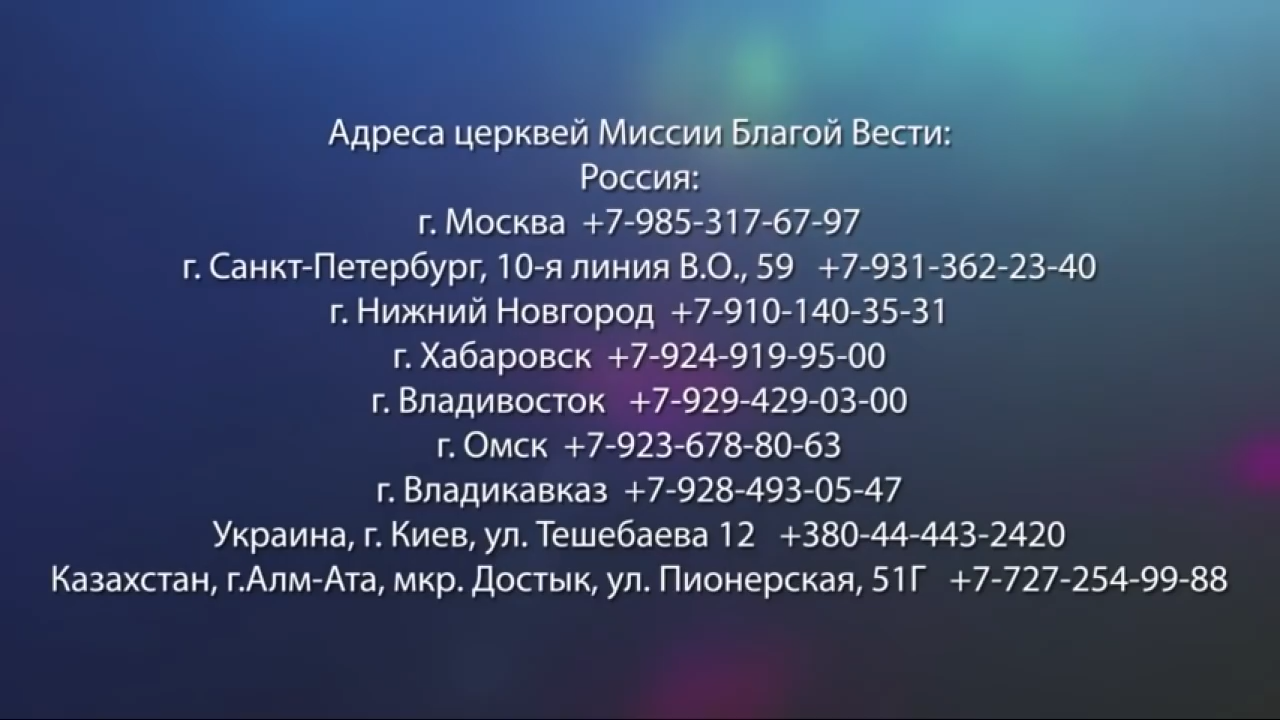 Адреса церквей Миссии Благой Вести:
Россия:
г. Москва +7-985-317-67-97
г. Санкт-Петербург, 10-я линия В.О., 59 +7-931-362-23-40
г. Нижний Новгород +7-910-140-35-31
г. Хабаровск +7-924-919-95-00
г. Владивосток +7-929-429-03-00
г. Омск +7-923-678-80-63
г. Владикавказ +7-928-493-05-47
Украина, г. Киев, ул. Тешебаева 12 +380-44-443-2420
Казахстан, г.Алм-Ата, мкр. Достык, ул. Пионерская, 51Г +7-727-254-99-88